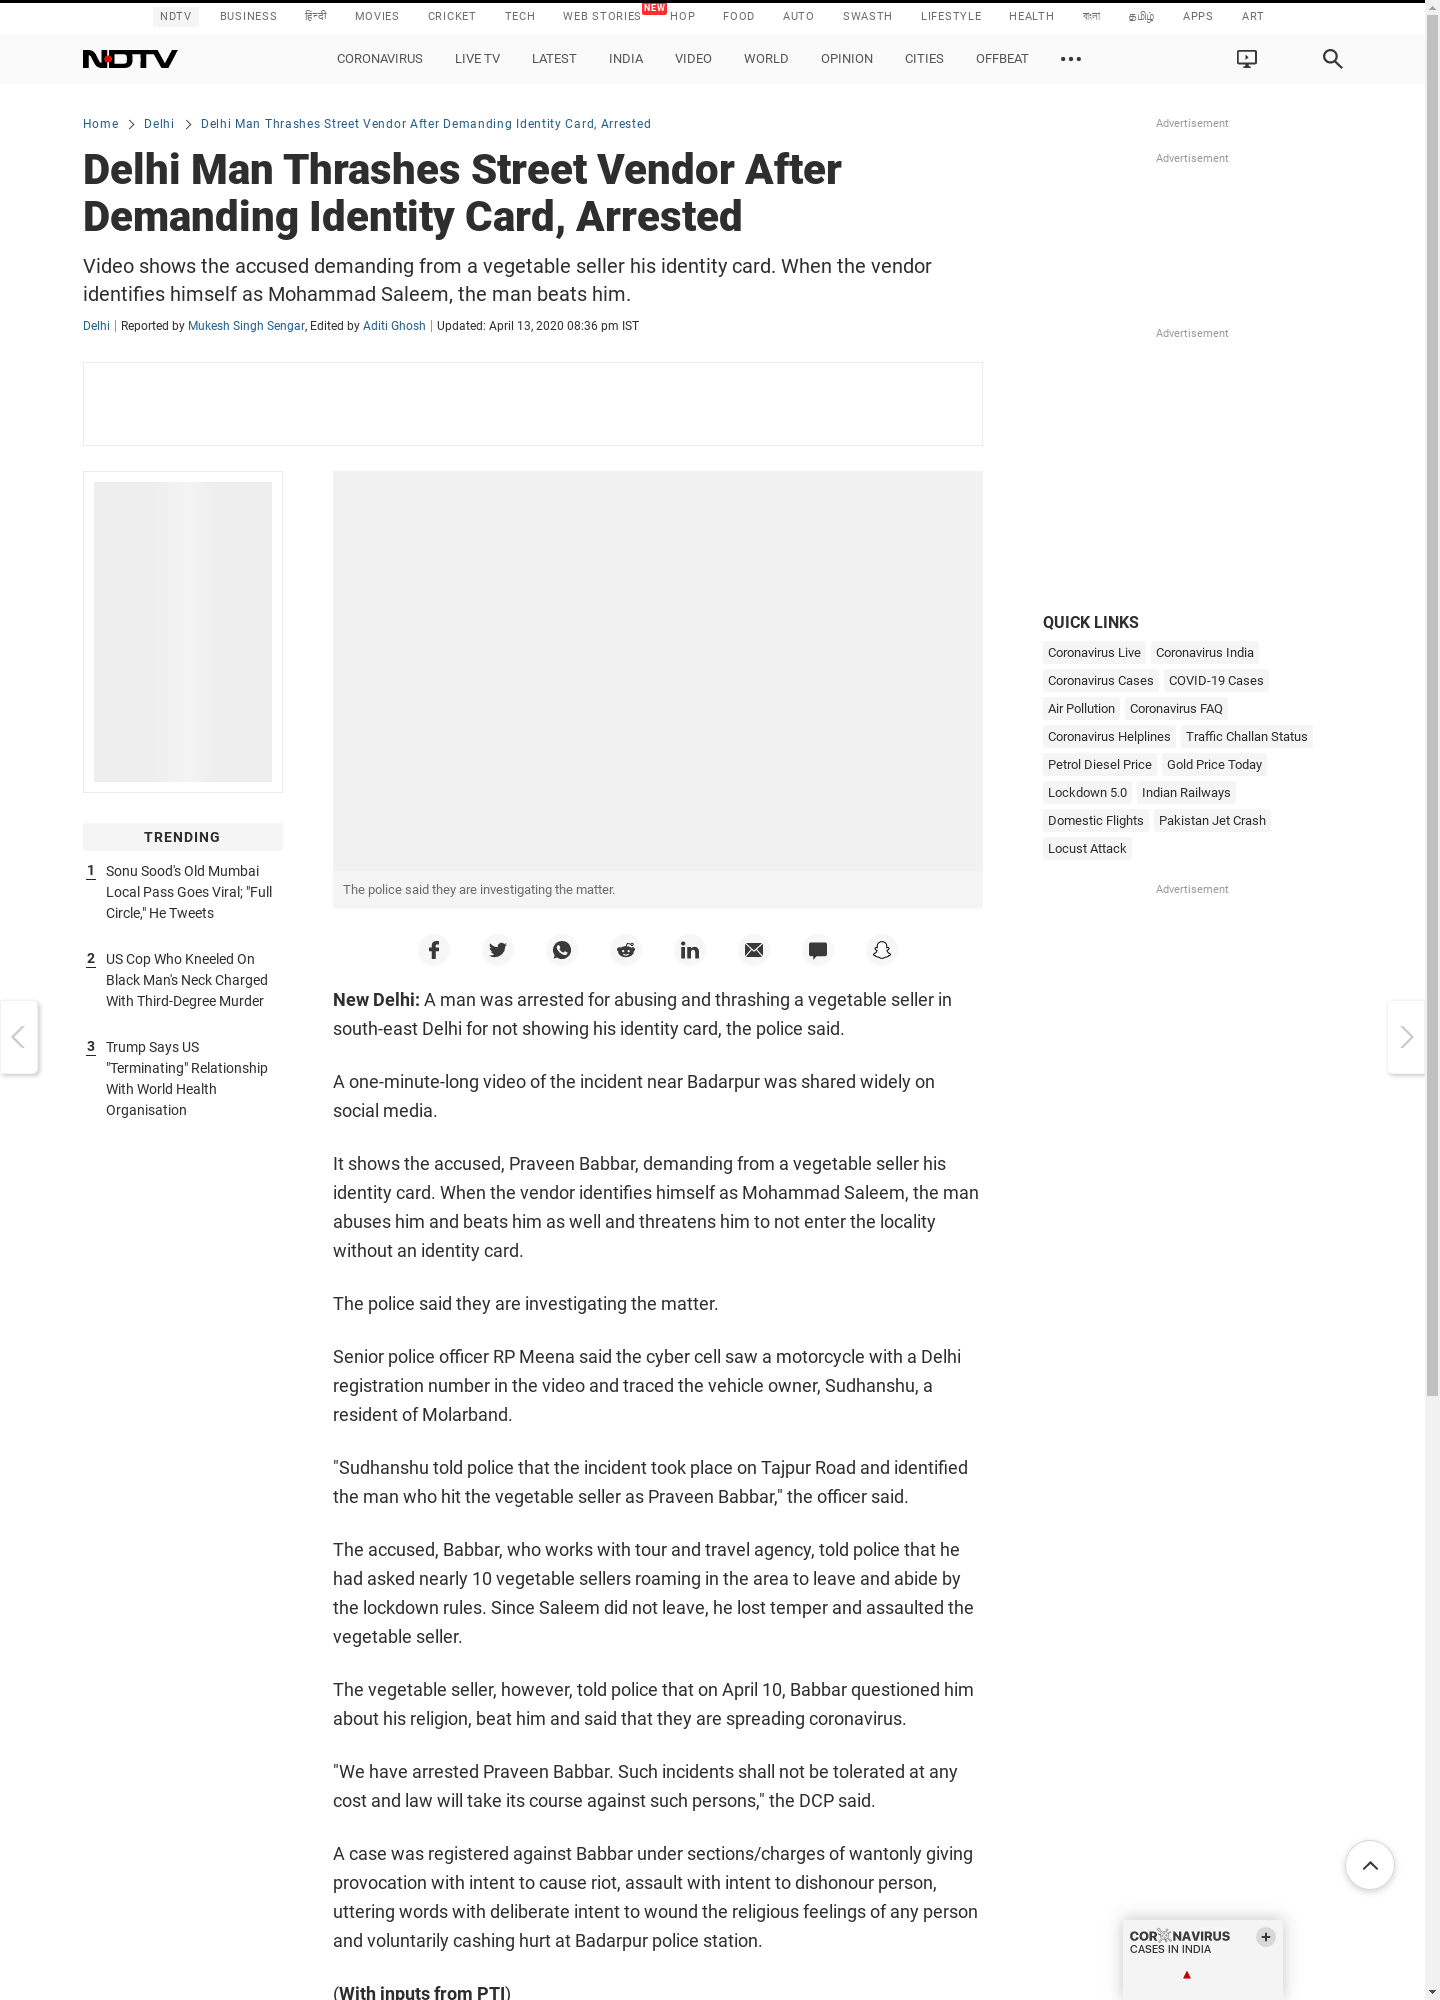 NDTV BUSINESS हिन्दी MOVIES CRICKET TECH WEB STORIES NEW HOP FOOD AUTO SWASTH LIFESTYLE HEALTH বাংলা தமிழ் APPS ART
NDTV CORONAVIRUS LIVE TV LATEST INDIA VIDEO WORLD OPINION CITIES OFFBEAT
Home Delhi Delhi Man Thrashes Street Vendor After Demanding Identity Card, Arrested
Delhi Man Thrashes Street Vendor After
Demanding Identity Card, Arrested
Video shows the accused demanding from a vegetable seller his identity card. When the vendor
identifies himself as Mohammad Saleem, the man beats him.
Delhi | Reported by Mukesh Singh Sengar, Edited by Aditi Ghosh | Updated: April 13, 2020 08:36 pm IST
TRENDING
1 Sonu Sood's Old Mumbai
Local Pass Goes Viral; "Full
Circle," He Tweets
2 US Cop Who Kneeled On
Black Man's Neck Charged
With Third-Degree Murder
3 Trump Says US
"Terminating" Relationship
With World Health
Organisation
The police said they are investigating the matter.
New Delhi: A man was arrested for abusing and thrashing a vegetable seller in
south-east Delhi for not showing his identity card, the police said.
A one-minute-long video of the incident near Badarpur was shared widely on
social media.
It shows the accused, Praveen Babbar, demanding from a vegetable seller his
identity card. When the vendor identifies himself as Mohammad Saleem, the man
abuses him and beats him as well and threatens him to not enter the locality
without an identity card.
The police said they are investigating the matter.
Senior police officer RP Meena said the cyber cell saw a motorcycle with a Delhi
registration number in the video and traced the vehicle owner, Sudhanshu, a
resident of Molarband.
"Sudhanshu told police that the incident took place on Tajpur Road and identified
the man who hit the vegetable seller as Praveen Babbar," the officer said.
The accused, Babbar, who works with tour and travel agency, told police that he
had asked nearly 10 vegetable sellers roaming in the area to leave and abide by
the lockdown rules. Since Saleem did not leave, he lost temper and assaulted the
vegetable seller.
The vegetable seller, however, told police that on April 10, Babbar questioned him
about his religion, beat him and said that they are spreading coronavirus.
"We have arrested Praveen Babbar. Such incidents shall not be tolerated at any
cost and law will take its course against such persons," the DCP said.
A case was registered against Babbar under sections/charges of wantonly giving
provocation with intent to cause riot, assault with intent to dishonour person,
uttering words with deliberate intent to wound the religious feelings of any person
and voluntarily cashing hurt at Badarpur police station.
(With inputs from PTI)
Advertisement
Advertisement
Advertisement
QUICK LINKS
Coronavirus Live Coronavirus India
Coronavirus Cases COVID-19 Cases
Air Pollution Coronavirus FAQ
Coronavirus Helplines Traffic Challan Status
Petrol Diesel Price Gold Price Today
Lockdown 5.0 Indian Railways
Domestic Flights Pakistan Jet Crash
Locust Attack
Advertisement
CORONAVIRUS
CASES IN INDIA